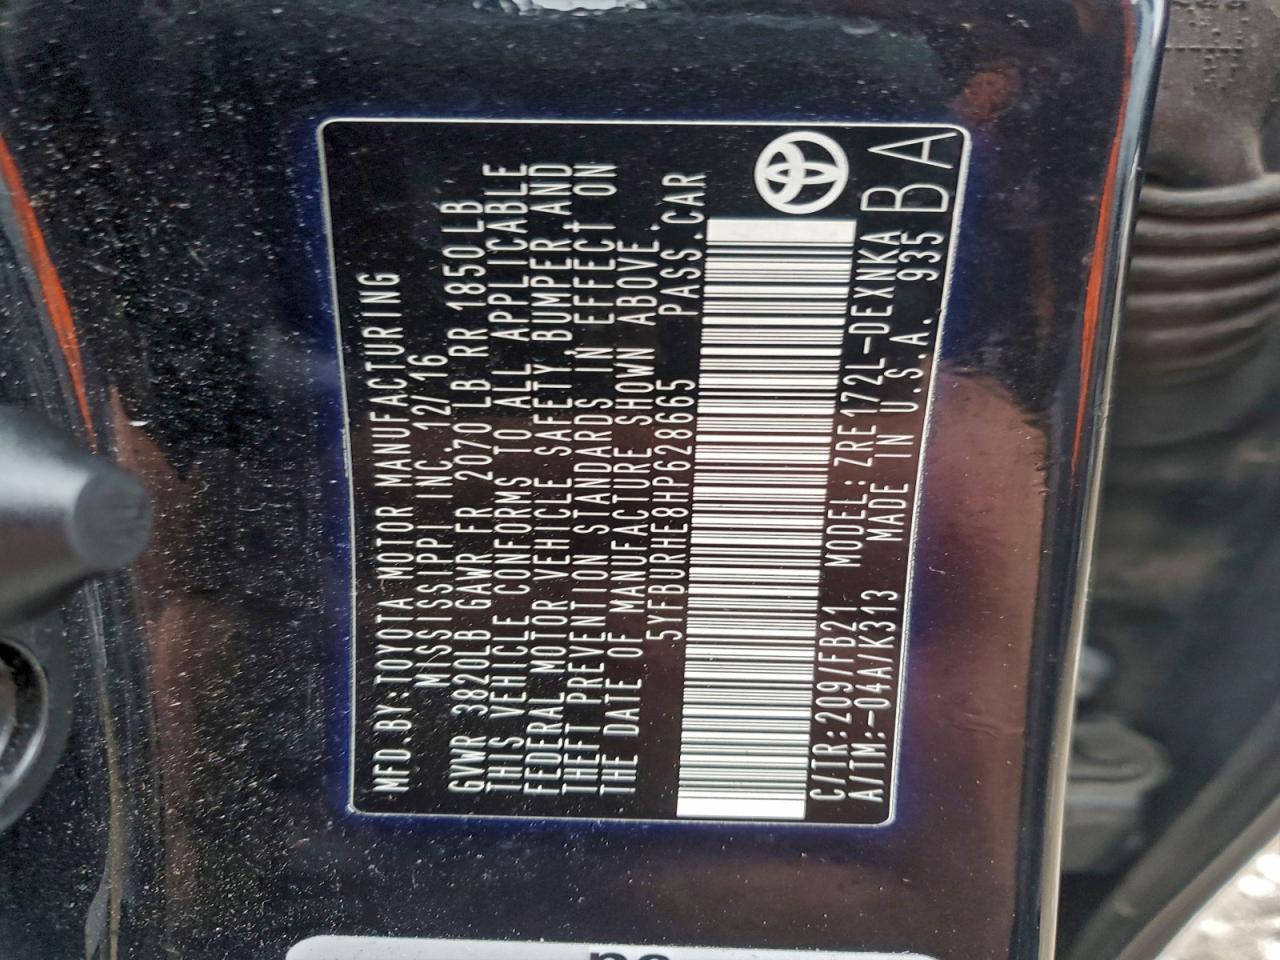 MFD.BY:TOYOTA MOTOR MANUFACTURING
MISSISSIPPI INC. 12/16
GVWR 3820LB GAWR FR 2070LB RR 1850LB
THIS VEHICLE CONFORMS TO ALL APPLICABLE
FEDERAL MOTOR VEHICLE SAFETY, BUMPER, AND
THEFT PREVENTION STANDARDS IN EFFECT ON
THE DATE OF MANUFACTURE SHOWN ABOVE.
5YFBURHE8HP628665 PASS.CAR
C/TR:209/FB21 MODEL:ZRE172L-DEXNKA
A/TM:-04A/K313 MADE IN U.S.A. 935
BA